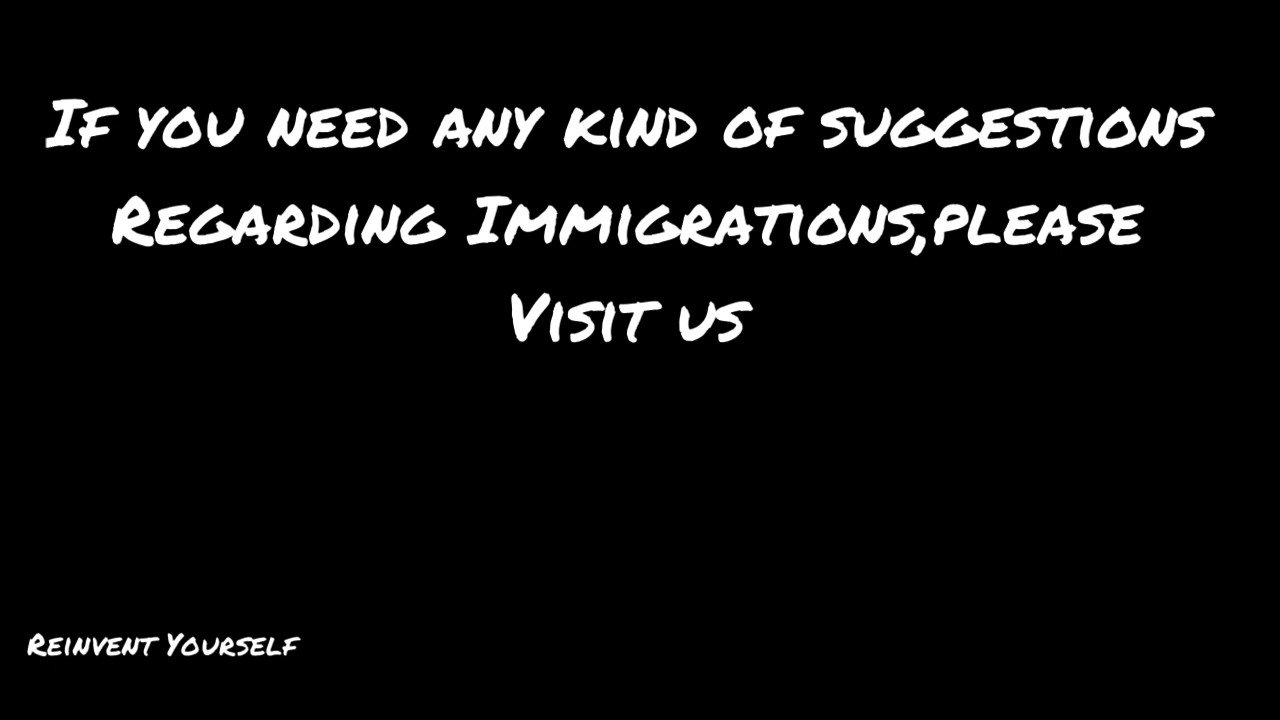 If you need any kind of suggestions
Regarding Immigrations,please
Visit us
Reinvent Yourself